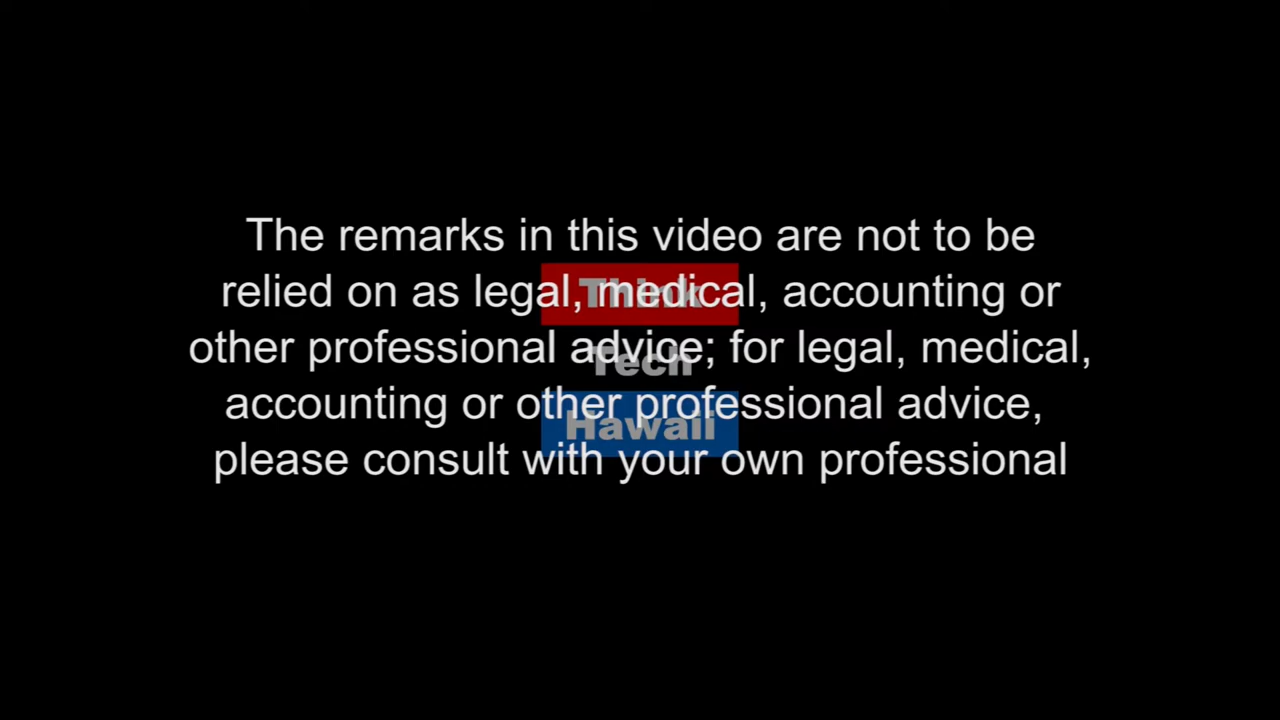 The remarks in this video are not to be
relied on as legal, medical, accounting or
other professional advice; for legal, medical,
accounting or other professional advice,
please consult with your own professional
Think
Tech
Hawaii